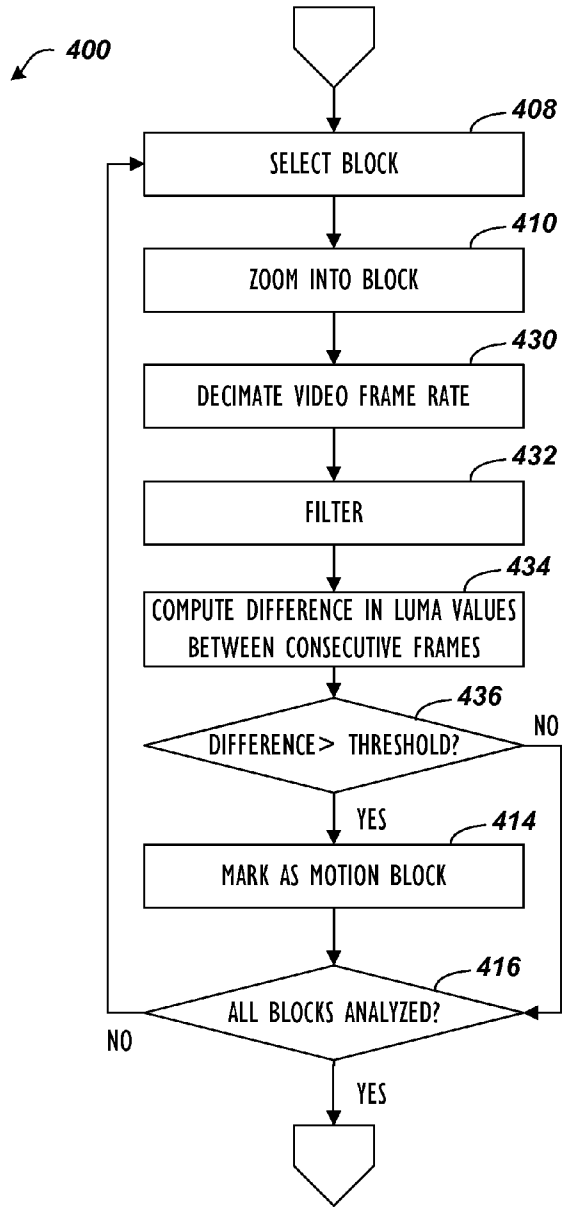 400
408
SELECT BLOCK
410
ZOOM INTO BLOCK
430
DECIMATE VIDEO FRAME RATE
432
FILTER
434
COMPUTE DIFFERENCE IN LUMA VALUES
BETWEEN CONSECUTIVE FRAMES
436
DIFFERENCE> THRESHOLD?
NO
YES
414
MARK AS MOTION BLOCK
416
ALL BLOCKS ANALYZED?
NO
YES